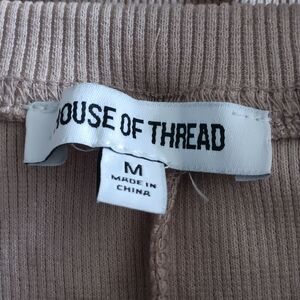 HOUSE OF THREAD
M
MADE IN
CHINA